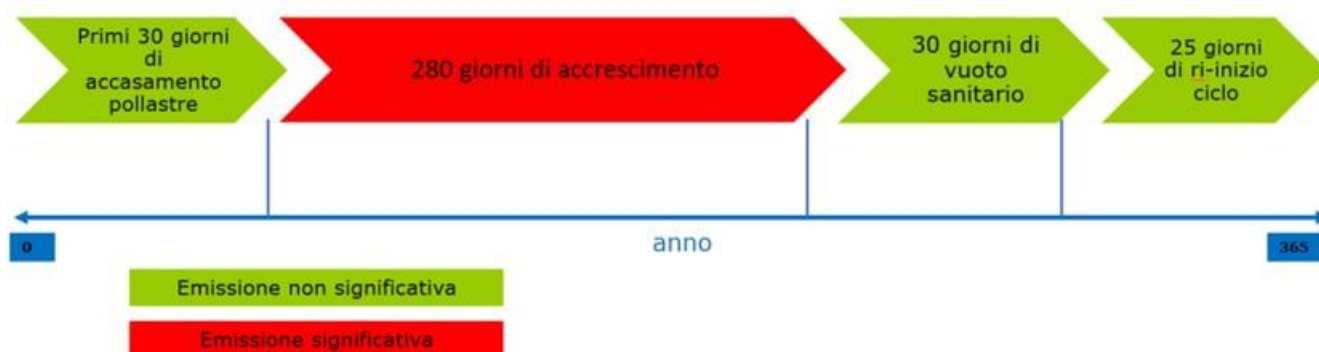 Primi 30 giorni
di
accasamento
pollastre
280 giorni di accrescimento
30 giorni di
vuoto
sanitario
25 giorni
di ri-inizio
ciclo
0
anno
365
Emissione non significativa
Emissione significativa